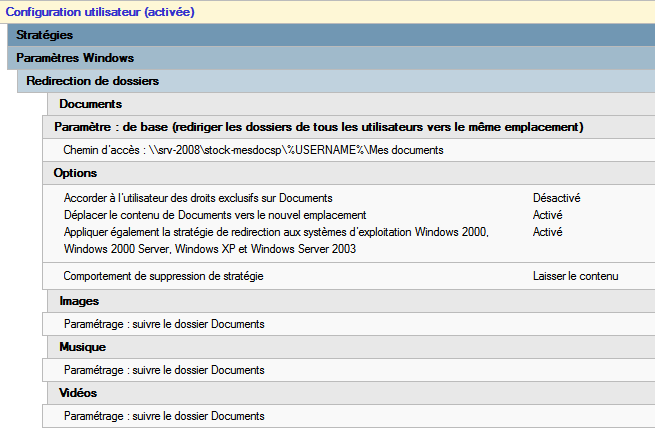 Configuration utilisateur (activée)
Stratégies
Paramètres Windows
Redirection de dossiers
Documents
Paramètre : de base (rediriger les dossiers de tous les utilisateurs vers le même emplacement)
Chemin d'accès : \\srv-2008\stock-mesdocsp\%USERNAME%\Mes documents
Options
Accorder à l'utilisateur des droits exclusifs sur Documents Désactivé
Déplacer le contenu de Documents vers le nouvel emplacement Activé
Appliquer également la stratégie de redirection aux systèmes d'exploitation Windows 2000, Activé
Windows 2000 Server, Windows XP et Windows Server 2003
Comportement de suppression de stratégie Laisser le contenu
Images
Paramétrage : suivre le dossier Documents
Musique
Paramétrage : suivre le dossier Documents
Vidéos
Paramétrage : suivre le dossier Documents